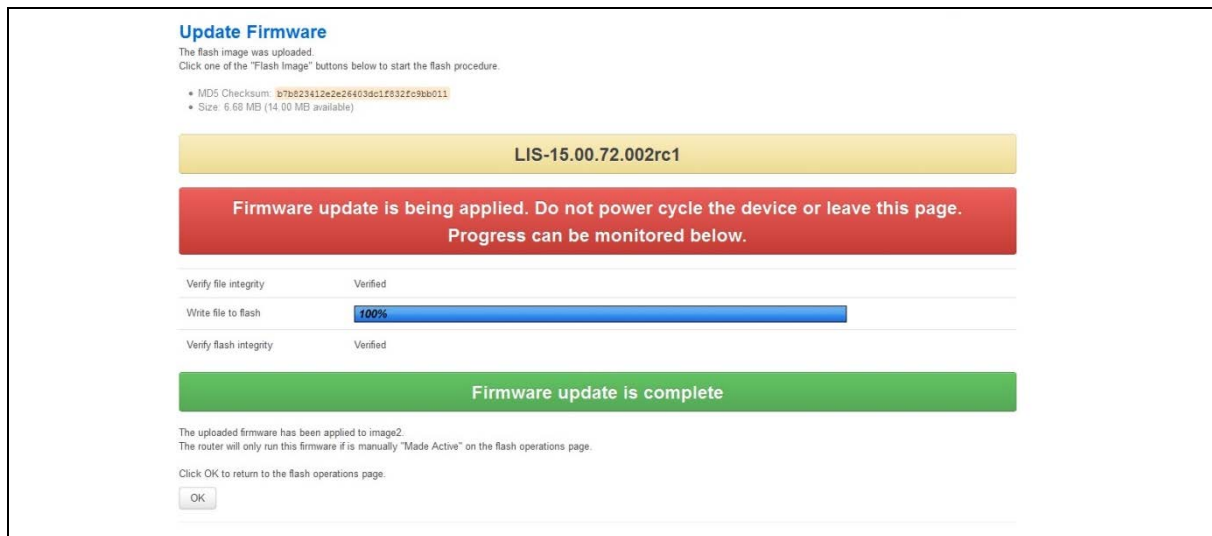 Update Firmware
The flash image was uploaded.
Click one of the "Flash Image" buttons below to start the flash procedure.
• MD5 Checksum: b7b823412e2e26403dc1f832fc9bb011
• Size: 6.68 MB (14.00 MB available)
LIS-15.00.72.002rc1
Firmware update is being applied. Do not power cycle the device or leave this page.
Progress can be monitored below.
Verify file integrity Verified
Write file to flash 100%
Verify flash integrity Verified
Firmware update is complete
The uploaded firmware has been applied to image2.
The router will only run this firmware if is manually "Made Active" on the flash operations page.
Click OK to return to the flash operations page.
OK